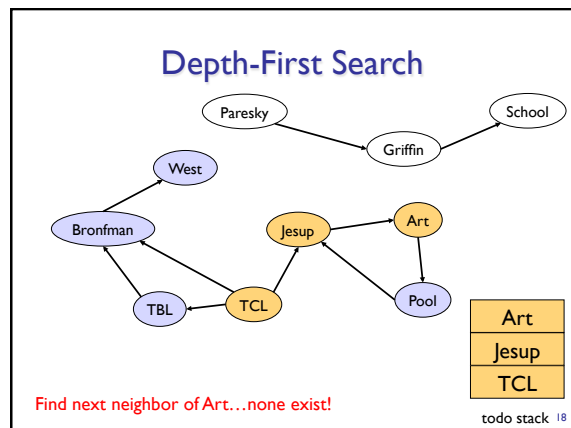 Depth-First Search
Paresky
School
Griffin
West
Bronfman
Jesup
Art
TBL
TCL
Pool
Art
Jesup
TCL
Find next neighbor of Art…none exist!
todo stack 18